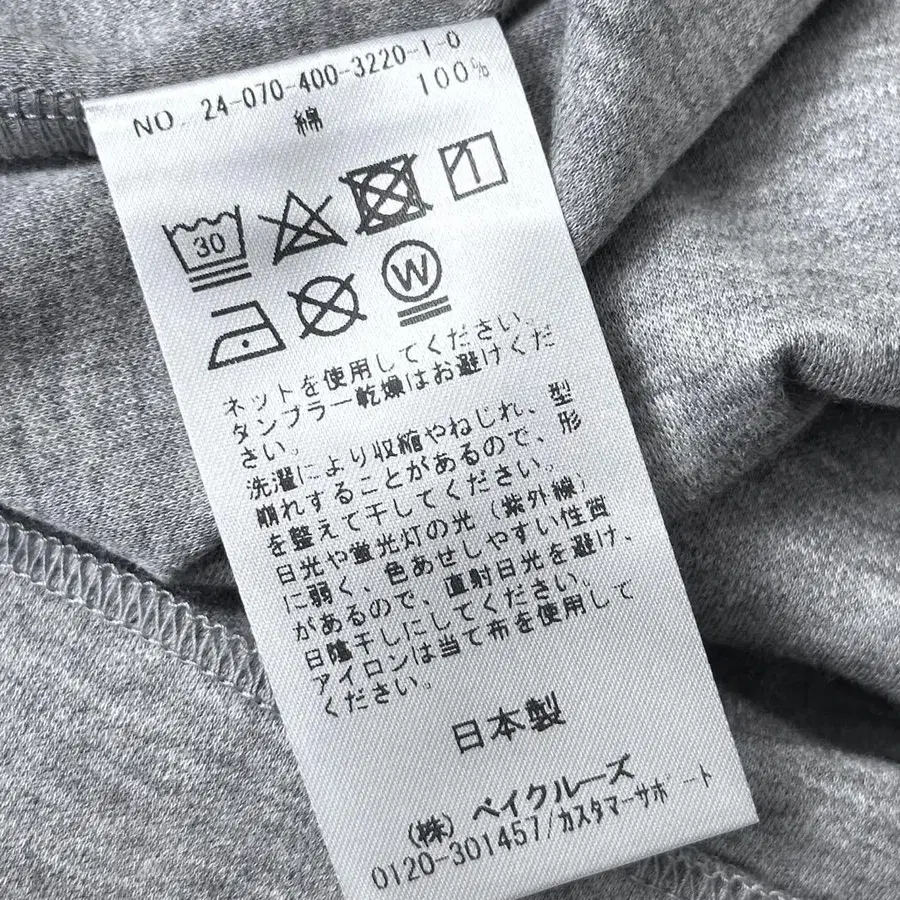 NO. 24-070-400-3220-1-0
綿 100%
30
W
ネットを使用してください。
タンブラー乾燥はお避けくだ
さい。
洗濯により収縮やねじれ、型
崩れすることがあるので、形
を整えて干してください。
日光や蛍光灯の光（紫外線）
に弱く、色あせしやすい性質
があるので、直射日光を避け、
日陰干しにしてください。
アイロンは当て布を使用して
ください。
日本製
（株）ベイクルーズ
0120-301457/カスタマーサポート